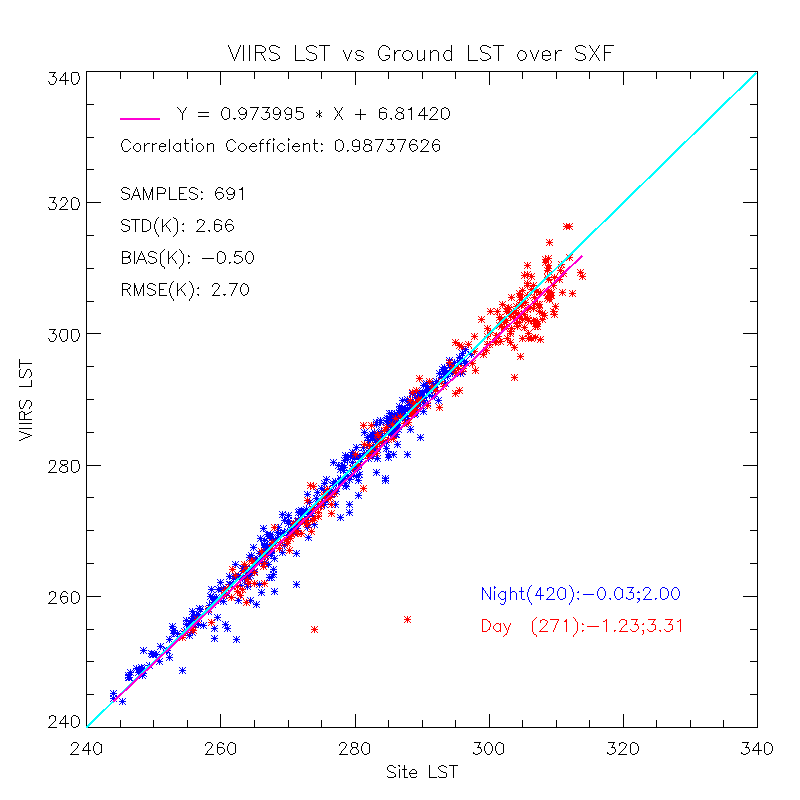 VIIRS LST vs Ground LST over SXF
Y = 0.973995 * X + 6.81420
Correlation Coefficient: 0.98737626
SAMPLES: 691
STD(K): 2.66
BIAS(K): −0.50
RMSE(K): 2.70
Night(420):−0.03;2.00
Day (271):−1.23;3.31
340
320
300
280
260
240
VIIRS LST
240 260 280 300 320 340
Site LST